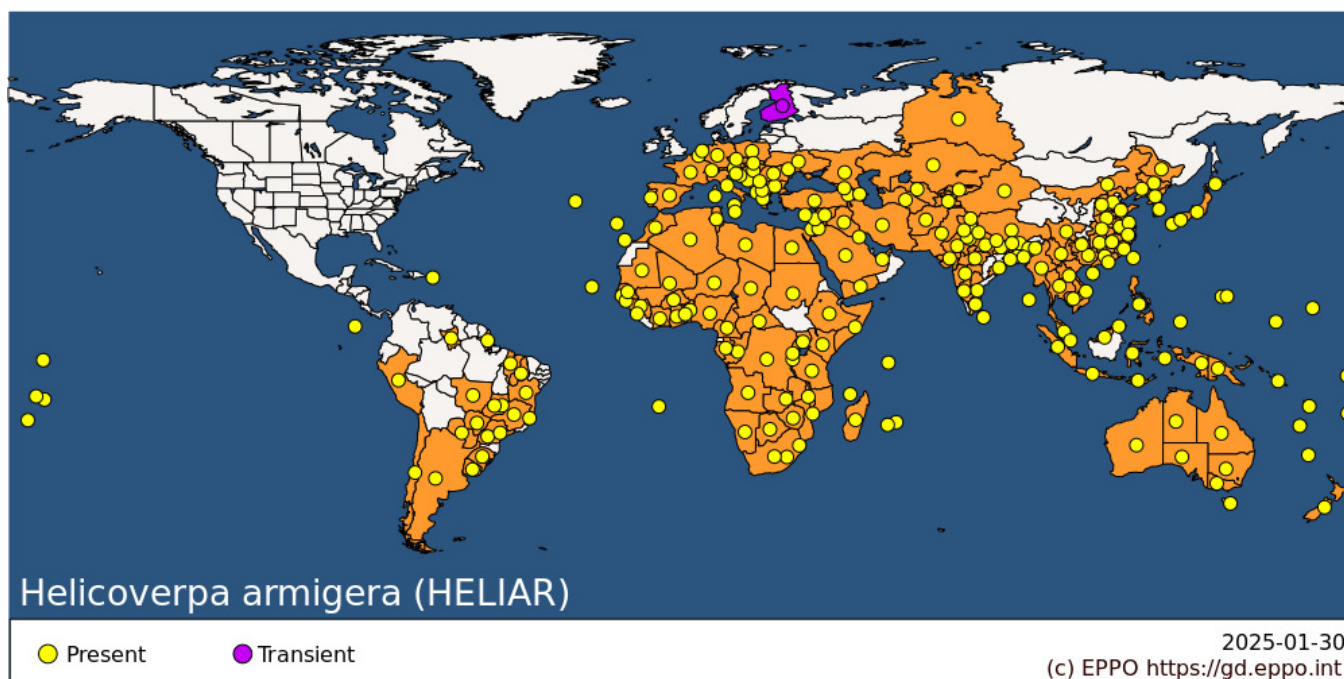 Helicoverpa armigera (HELIAR)
Present
Transient
2025-01-30
(c) EPPO https://gd.eppo.int